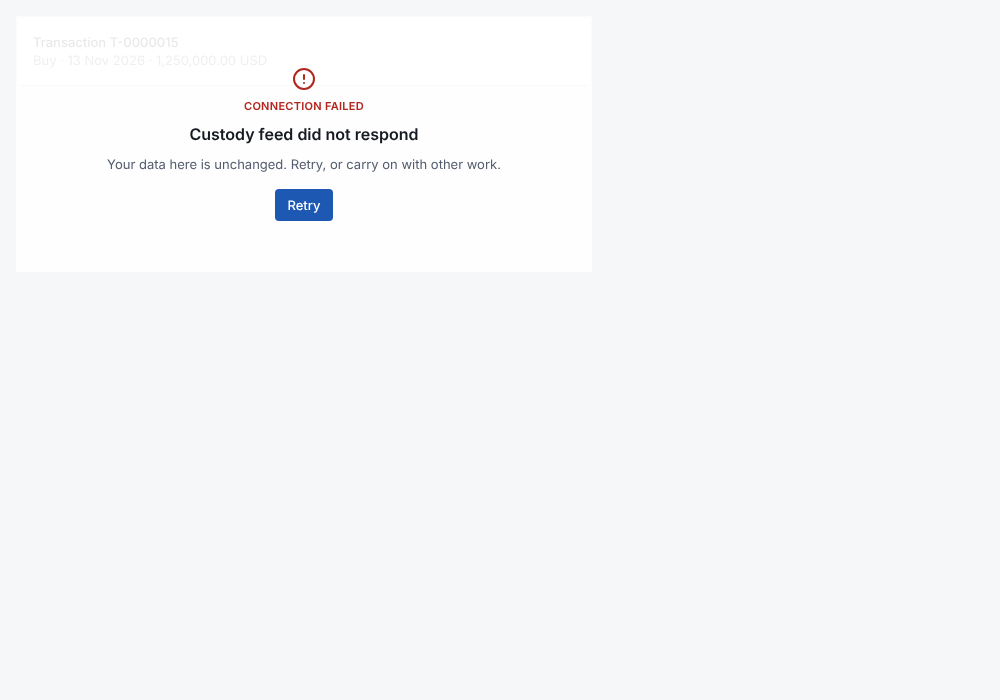 Transaction T-0000015
Buy · 13 Nov 2026 · 1,250,000.00 USD
CONNECTION FAILED
Custody feed did not respond
Your data here is unchanged. Retry, or carry on with other work.
Retry